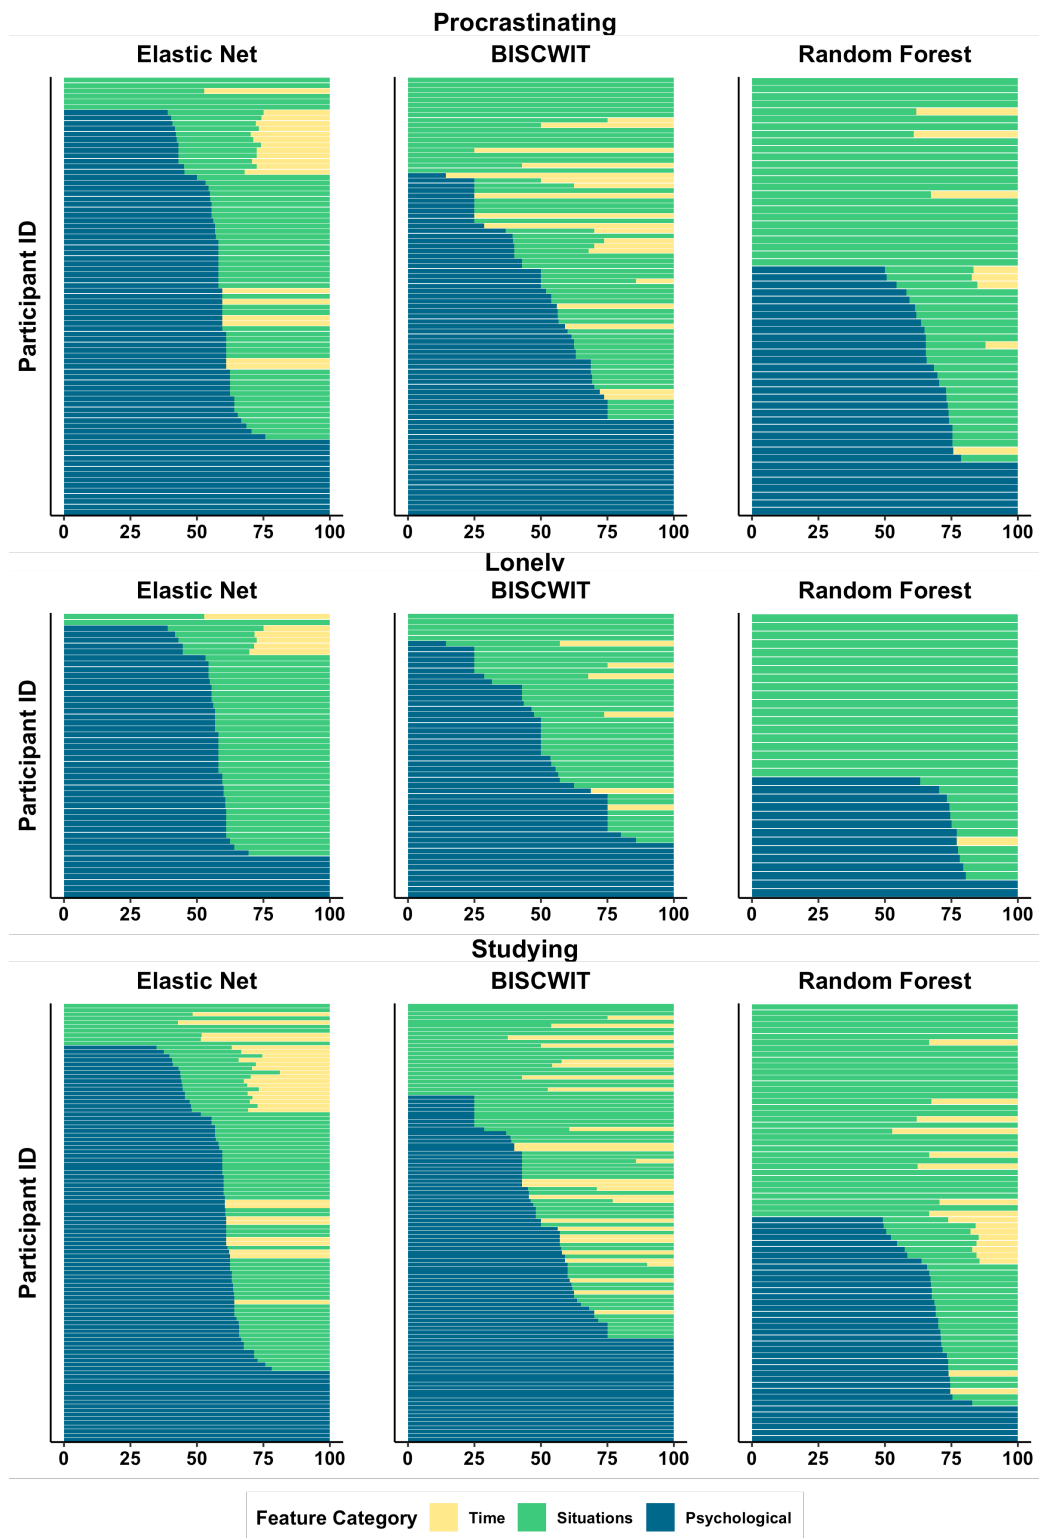 Procrastinating
Elastic Net BISCWIT Random Forest
Participant ID
0 25 50 75 100 0 25 50 75 100 0 25 50 75 100
Lonely
Elastic Net BISCWIT Random Forest
Participant ID
0 25 50 75 100 0 25 50 75 100 0 25 50 75 100
Studying
Elastic Net BISCWIT Random Forest
Participant ID
0 25 50 75 100 0 25 50 75 100 0 25 50 75 100
Feature Category Time Situations Psychological